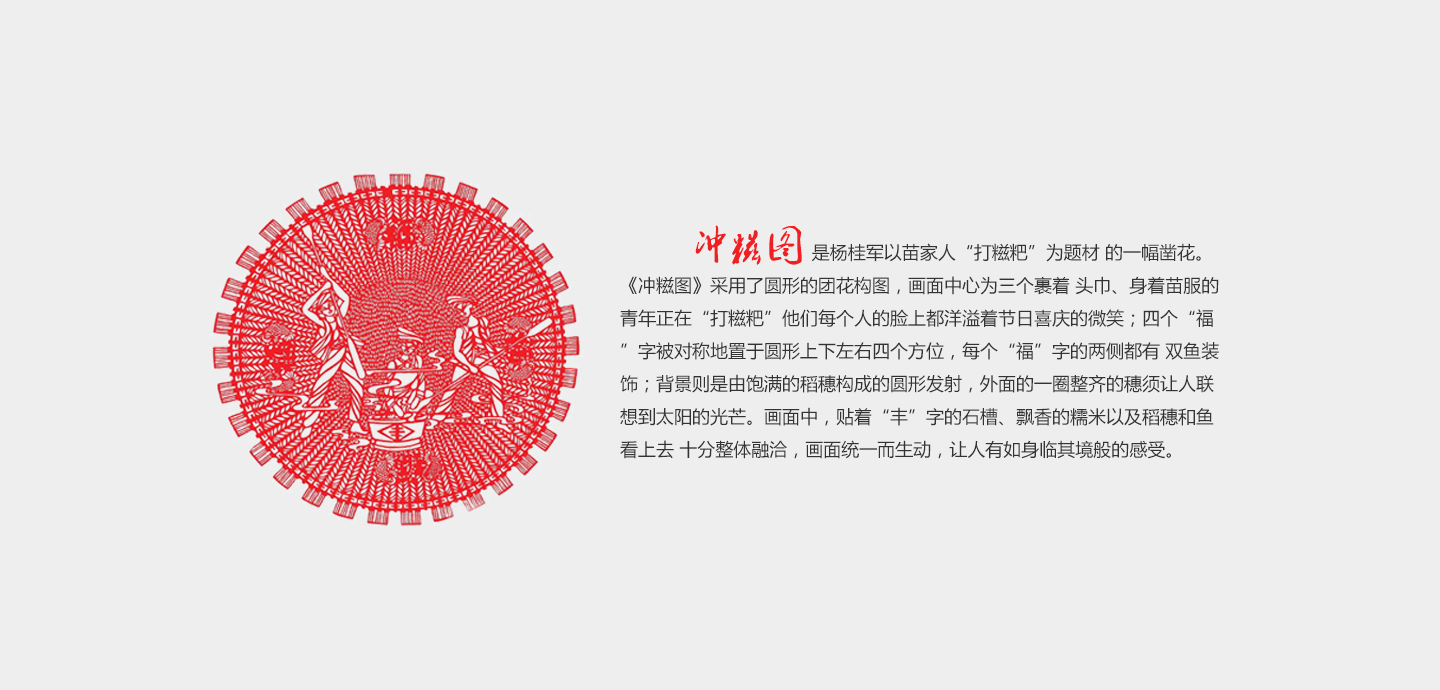 冲糍图 是杨桂军以苗家人“打糍粑”为题材 的一幅凿花。
《冲糍图》采用了圆形的团花构图，画面中心为三个裹着 头巾、身着苗服的
青年正在“打糍粑”他们每个人的脸上都洋溢着节日喜庆的微笑；四个“福
”字被对称地置于圆形上下左右四个方位，每个“福”字的两侧都有 双鱼装
饰；背景则是由饱满的稻穗构成的圆形发射，外面的一圈整齐的穗须让人联
想到太阳的光芒。画面中，贴着“丰”字的石槽、飘香的糯米以及稻穗和鱼
看上去 十分整体融洽，画面统一而生动，让人有如身临其境般的感受。